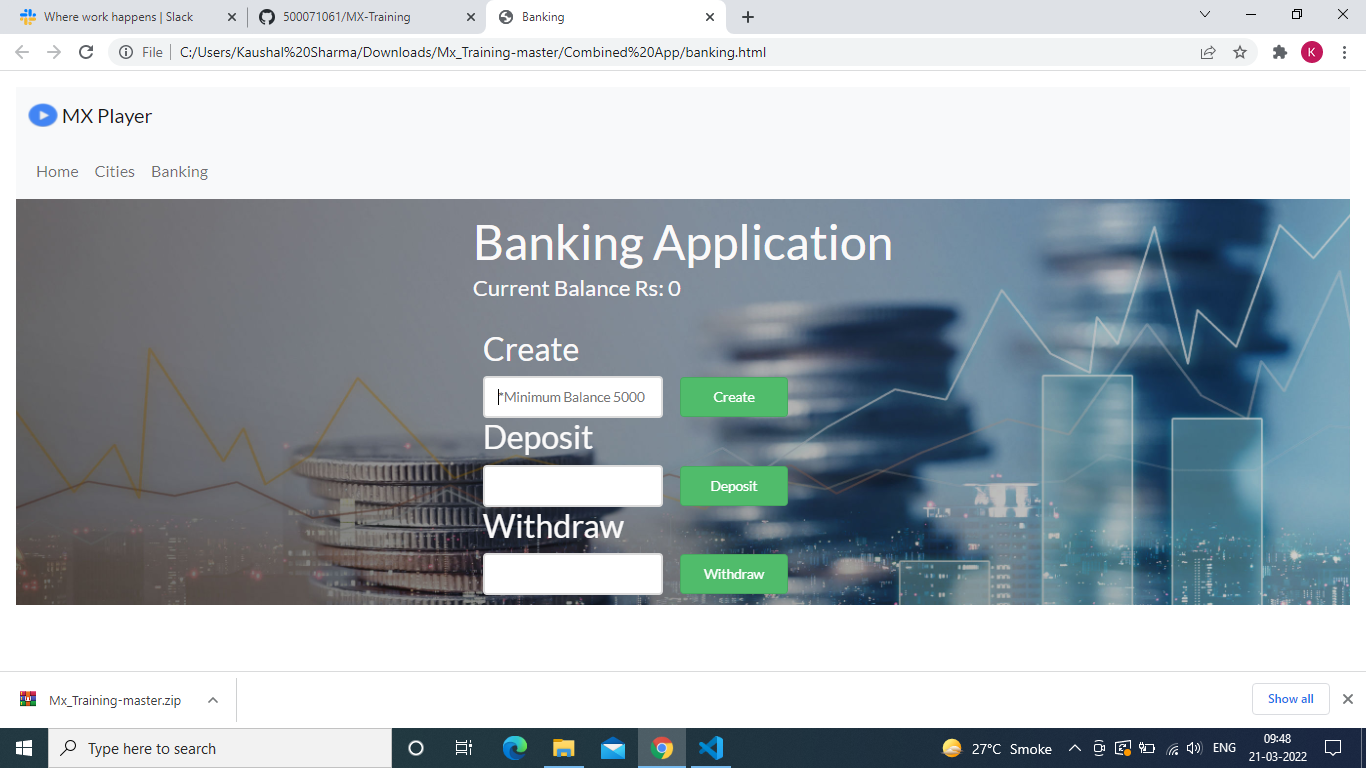 Where work happens | Slack
500071061/MX-Training
Banking
File
C:/Users/Kaushal%20Sharma/Downloads/Mx_Training-master/Combined%20App/banking.html
K
MX Player
Home Cities Banking
Banking Application
Current Balance Rs: 0
Create
*Minimum Balance 5000
Create
Deposit
Deposit
Withdraw
Withdraw
Mx_Training-master.zip
Show all
Type here to search
27°C Smoke
ENG
09:48
21-03-2022